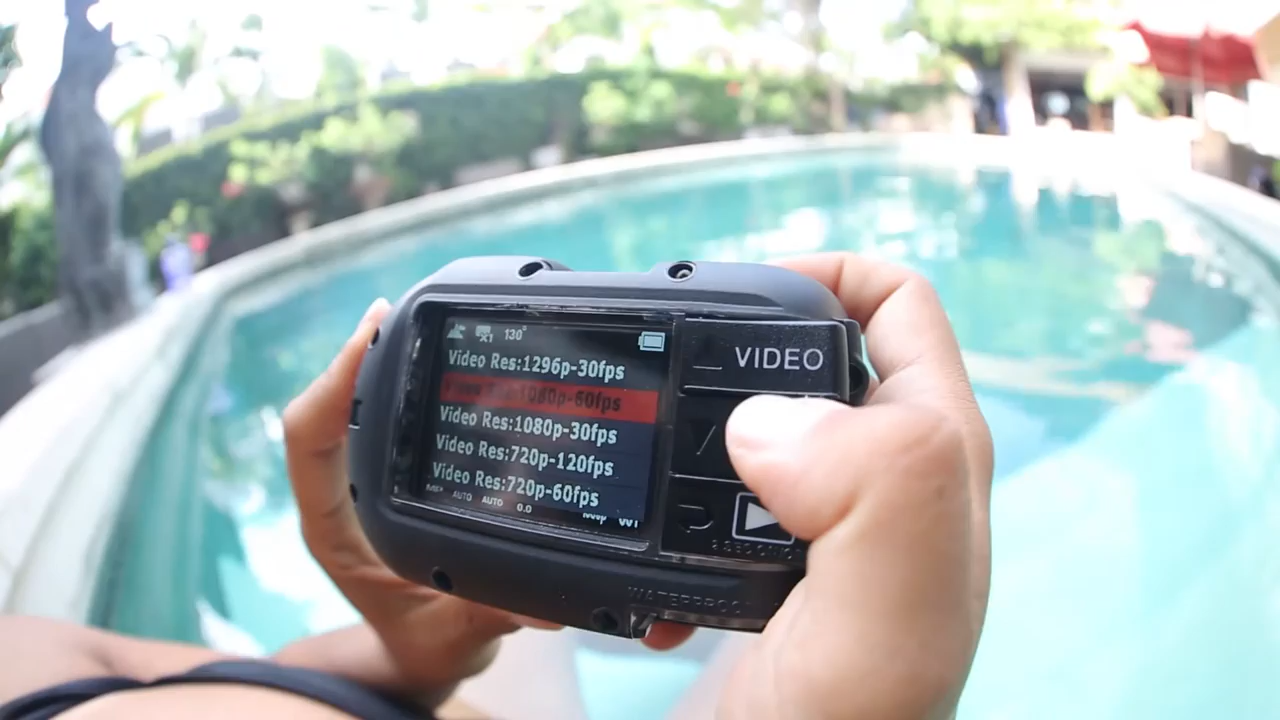 130°
Video Res:1296p-30fps
Video Res:1080p-60fps
Video Res:1080p-30fps
Video Res:720p-120fps
Video Res:720p-60fps
AUTO AUTO 0.0
VIDEO
WATERPROOF